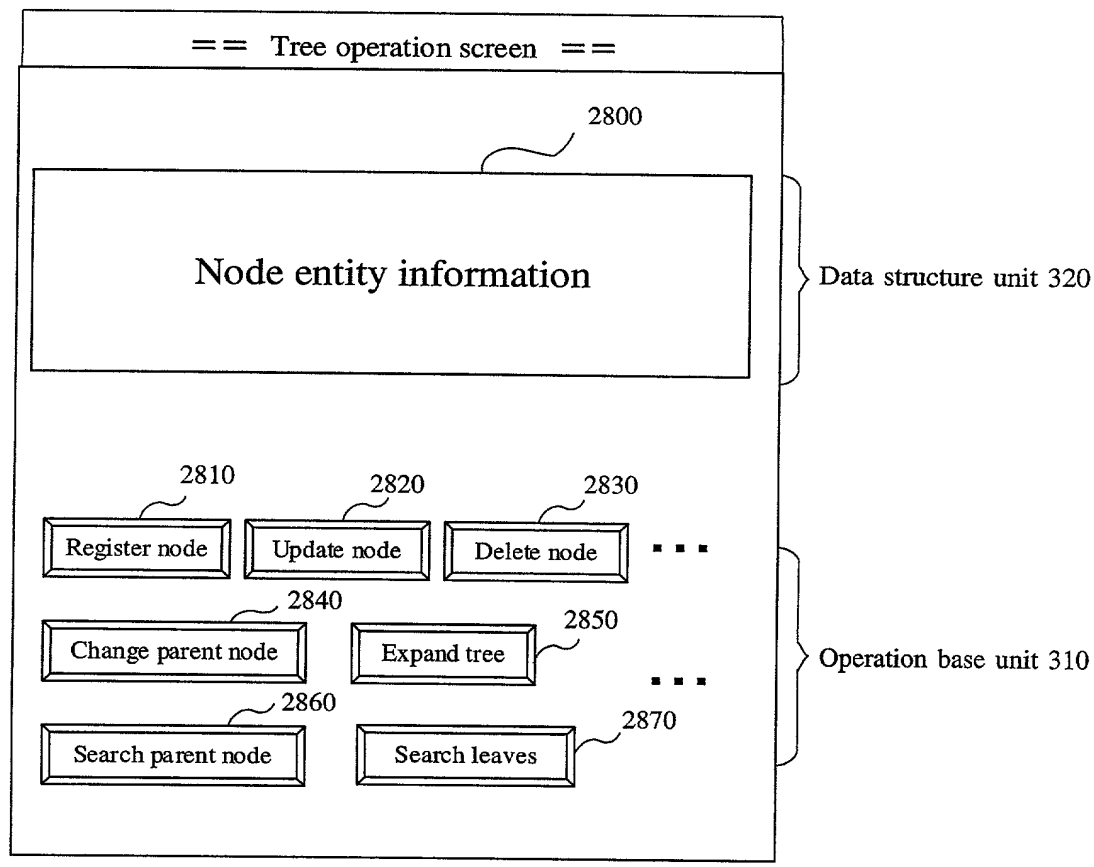 == Tree operation screen ==
2800
Node entity information
Data structure unit 320
2810
2820
2830
Register node
Update node
Delete node
...
2840
2850
Change parent node
Expand tree
...
Operation base unit 310
2860
2870
Search parent node
Search leaves